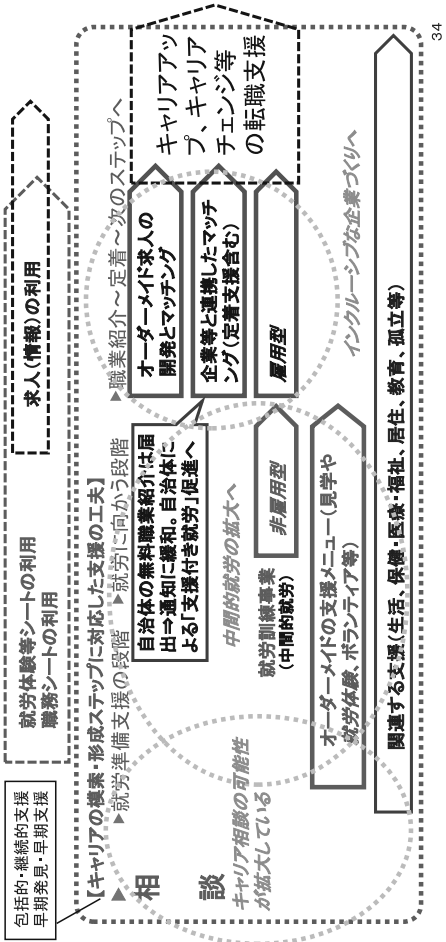 包括的・継続的支援
早期発見・早期支援
就労体験等シートの利用
職務シートの利用
求人（情報）の利用
【キャリアの模索・形成ステップに対応した支援の工夫】
▶就労準備支援の段階
▶就労に向かう段階
▶職業紹介～定着～次のステップへ
▶
相
談
キャリア相談の可能性
が拡大している
自治体の無料職業紹介は届
出⇒通知に緩和。自治体に
よる「支援付き就労」促進へ
中間的就労の拡大へ
就労訓練事業
（中間的就労）
非雇用型
オーダーメイドの支援メニュー（見学や
就労体験、ボランティア等）
オーダーメイド求人の
開発とマッチング
企業等と連携したマッチ
ング（定着支援含む）
雇用型
キャリアアッ
プ、キャリア
チェンジ等
の転職支援
インクルーシブな企業づくりへ
関連する支援（生活、保健・医療・福祉、居住、教育、孤立等）
34